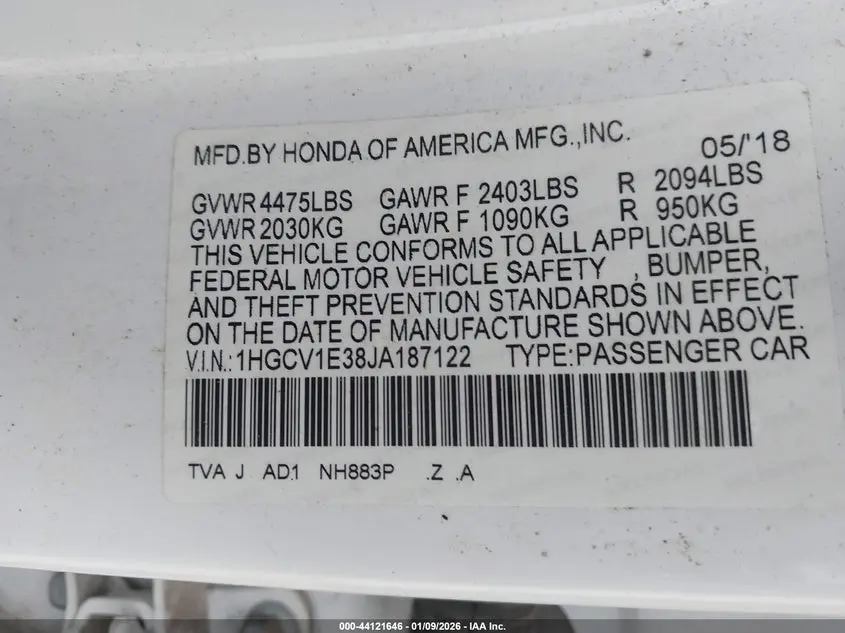 MFD.BY HONDA OF AMERICA MFG.,INC. 05/'18
GVWR 4475LBS GAWR F 2403LBS R 2094LBS
GVWR 2030KG GAWR F 1090KG R 950KG
THIS VEHICLE CONFORMS TO ALL APPLICABLE
FEDERAL MOTOR VEHICLE SAFETY , BUMPER,
AND THEFT PREVENTION STANDARDS IN EFFECT
ON THE DATE OF MANUFACTURE SHOWN ABOVE.
V.I.N.:1HGCV1E38JA187122 TYPE:PASSENGER CAR
TVA J AD1 NH883P .Z .A
000-44121646 - 01/09/2026 - IAA Inc.